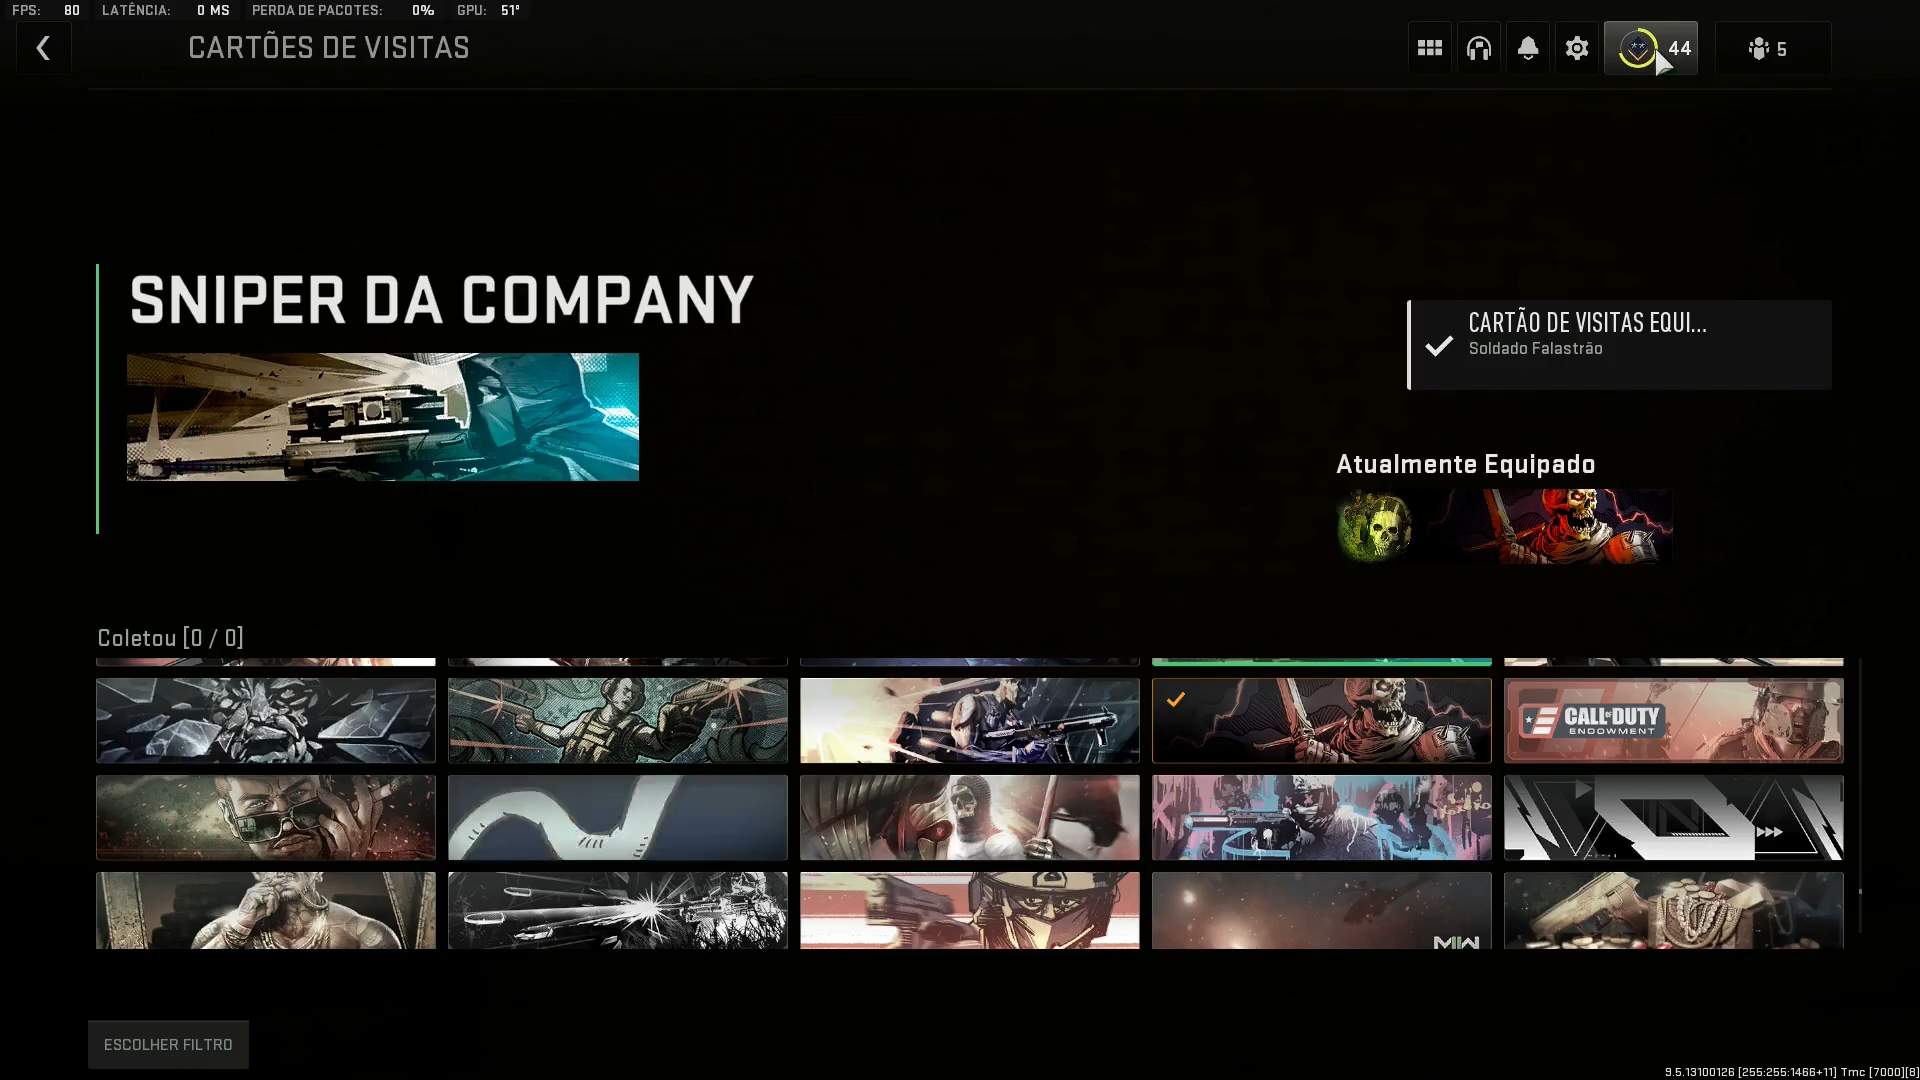 FPS: 80 LATÊNCIA: 0 MS PERDA DE PACOTES: 0% GPU: 51°
CARTÕES DE VISITAS
44
5
SNIPER DA COMPANY
CARTÃO DE VISITAS EQUI...
Soldado Falastrão
Atualmente Equipado
Coletou [0 / 0]
CALL OF DUTY
ENDOWMENT
MW
ESCOLHER FILTRO
9.5.13100126 [255:255:1466+11] Tmc [7000][8]